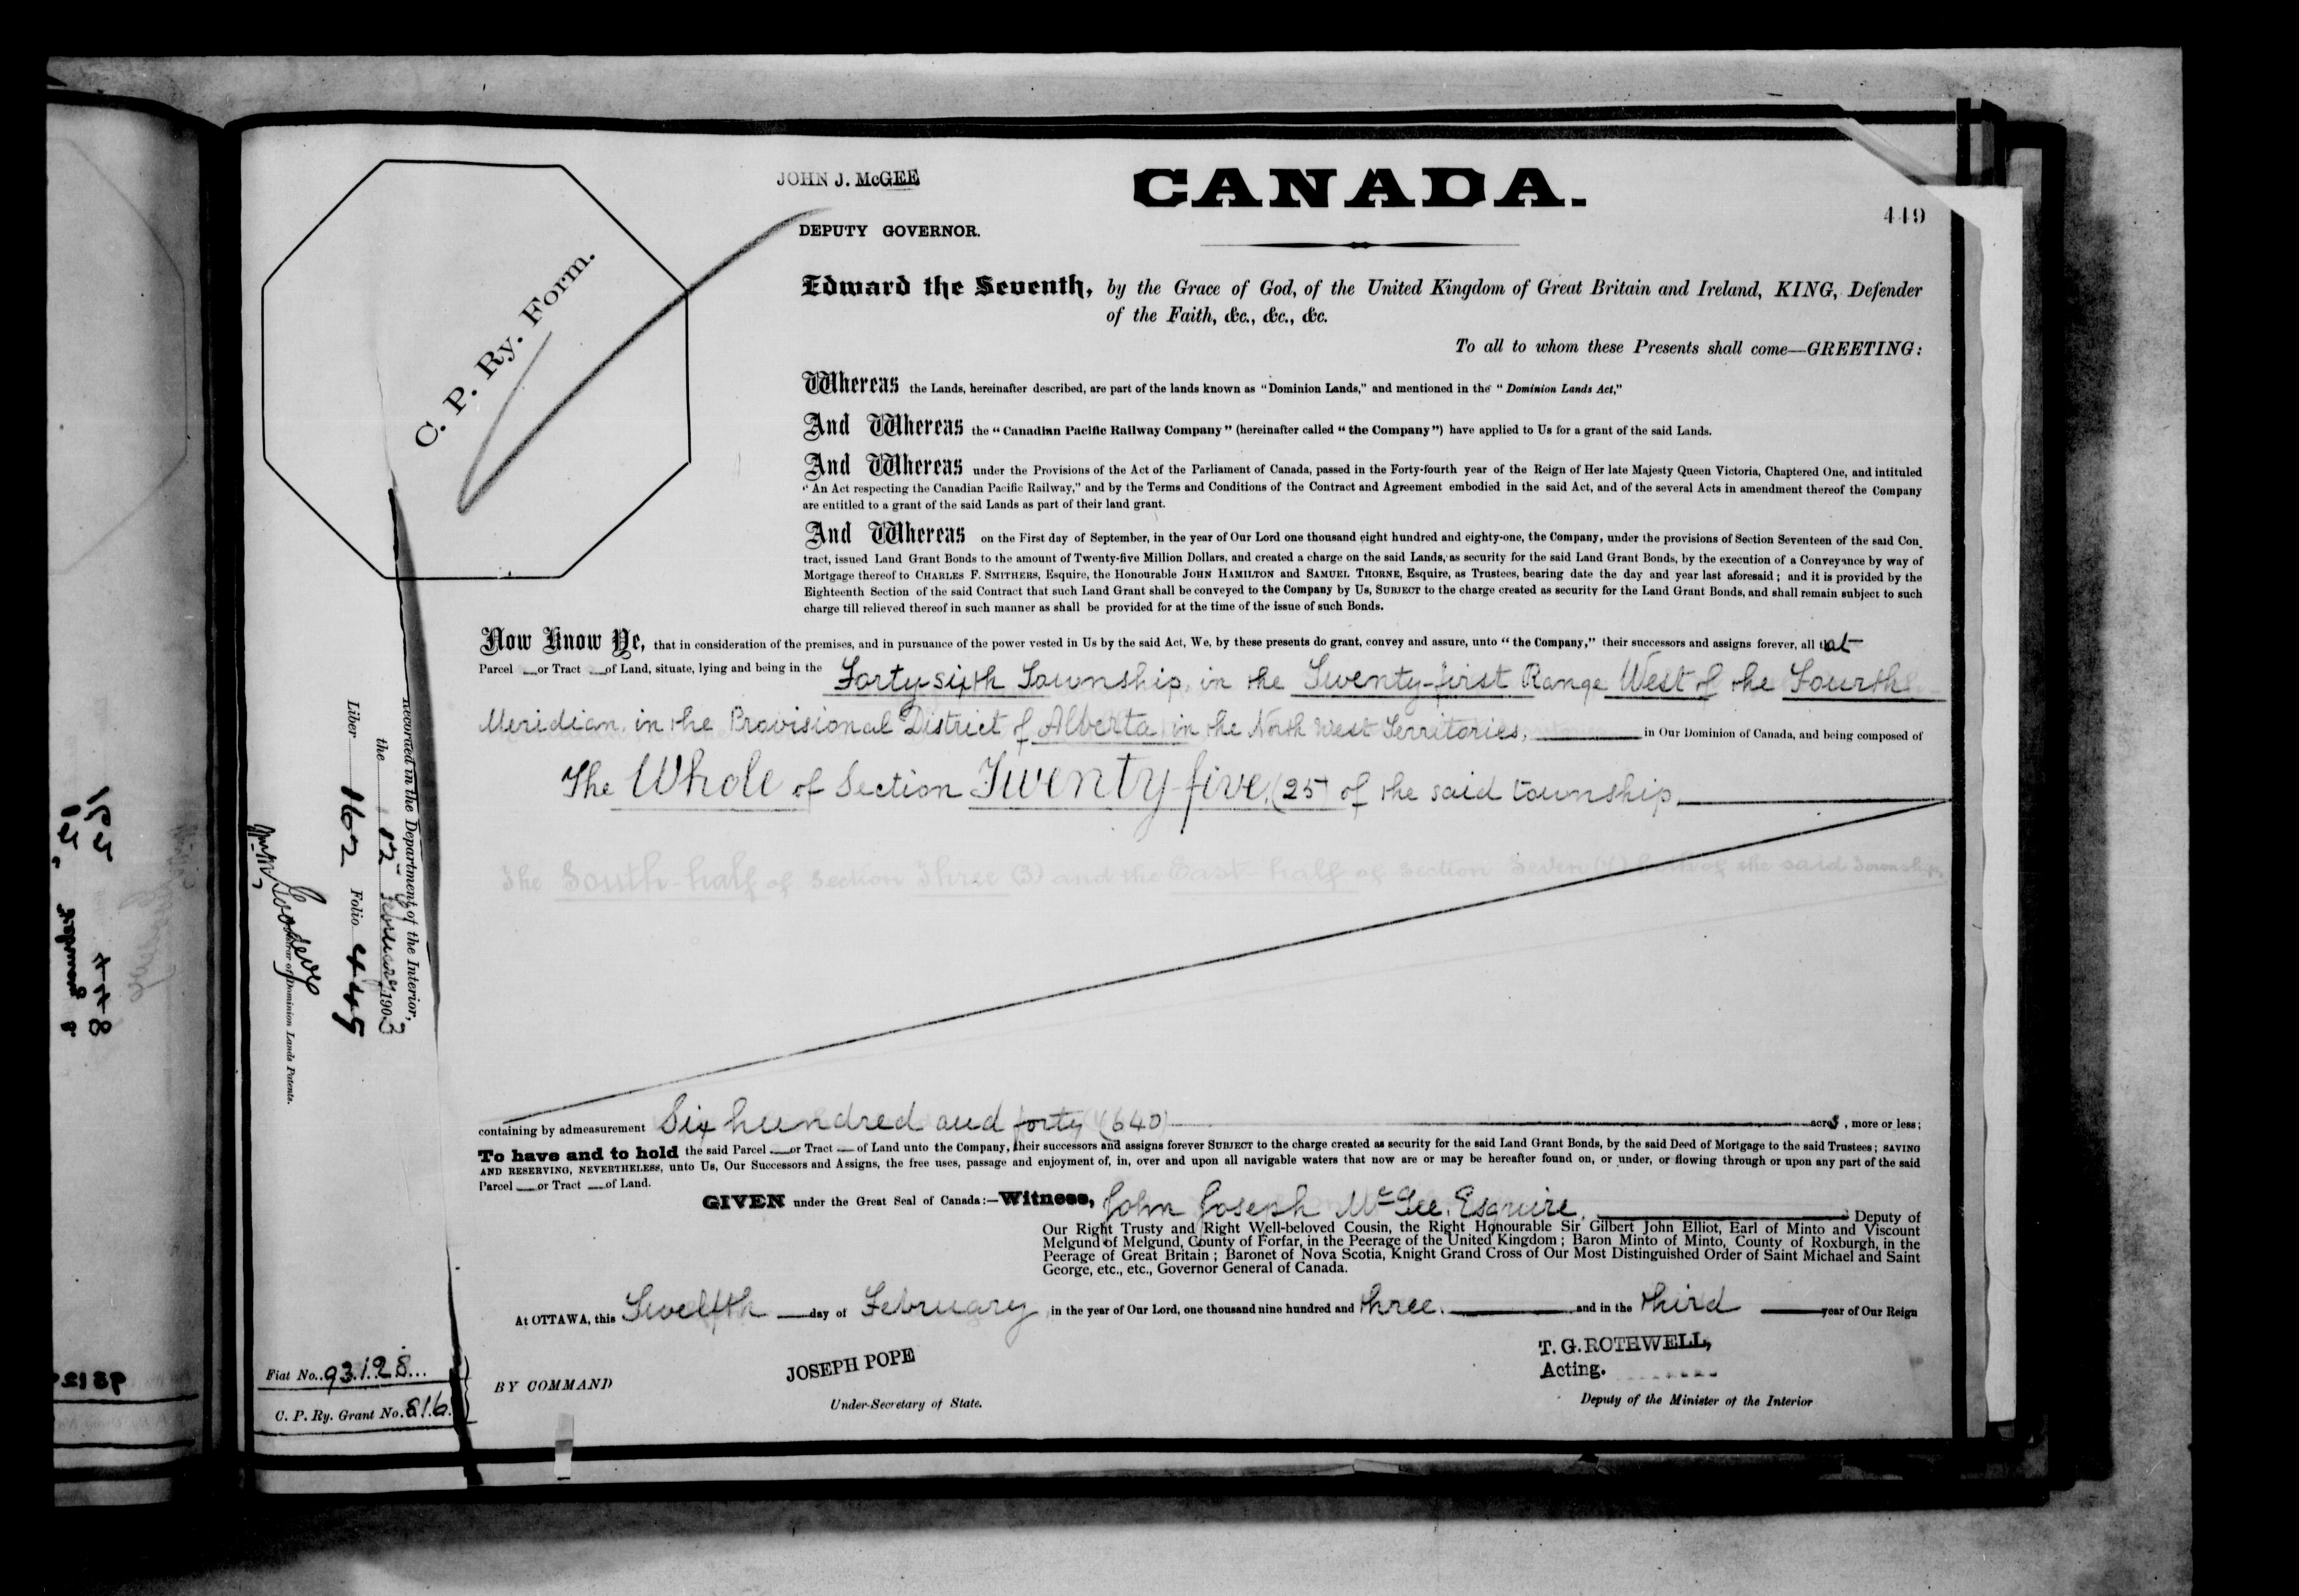 JOHN J. McGEE
DEPUTY GOVERNOR.
CANADA.
449
C. P. Ry. Form.
Edward the Seventh, by the Grace of God, of the United Kingdom of Great Britain and Ireland, KING, Defender
of the Faith, &c., &c., &c.
To all to whom these Presents shall come—GREETING:
Whereas the Lands, hereinafter described, are part of the lands known as "Dominion Lands," and mentioned in the "Dominion Lands Act,"
And Whereas the "Canadian Pacific Railway Company" (hereinafter called "the Company") have applied to Us for a grant of the said Lands.
And Whereas under the Provisions of the Act of the Parliament of Canada, passed in the Forty-fourth year of the Reign of Her late Majesty Queen Victoria, Chaptered One, and intituled
"An Act respecting the Canadian Pacific Railway," and by the Terms and Conditions of the Contract and Agreement embodied in the said Act, and of the several Acts in amendment thereof the Company
are entitled to a grant of the said Lands as part of their land grant.
And Whereas on the First day of September, in the year of Our Lord one thousand eight hundred and eighty-one, the Company, under the provisions of Section Seventeen of the said Con-
tract, issued Land Grant Bonds to the amount of Twenty-five Million Dollars, and created a charge on the said Lands, as security for the said Land Grant Bonds, by the execution of a Conveyance by way of
Mortgage thereof to CHARLES F. SMITHERS, Esquire, the Honourable JOHN HAMILTON and SAMUEL THORNE, Esquire, as Trustees, bearing date the day and year last aforesaid; and it is provided by the
Eighteenth Section of the said Contract that such Land Grant shall be conveyed to the Company by Us, SUBJECT to the charge created as security for the Land Grant Bonds, and shall remain subject to such
charge till relieved thereof in such manner as shall be provided for at the time of the issue of such Bonds.
Now Know Ye, that in consideration of the premises, and in pursuance of the power vested in Us by the said Act, We, by these presents do grant, convey and assure, unto "the Company," their successors and assigns forever, all that
Parcel or Tract of Land, situate, lying and being in the Forty-sixth Township, in the Twenty-first Range West of the Fourth
Meridian, in the Provisional District of Alberta in the North West Territories, in Our Dominion of Canada, and being composed of
The Whole of Section Twenty-five, (25) of the said township.
The South-half of Section Three (3) and the East-half of Section Seven (7) both of the said Township,
containing by admeasurement Six hundred and forty (640) acres, more or less;
To have and to hold the said Parcel or Tract of Land unto the Company, their successors and assigns forever SUBJECT to the charge created as security for the said Land Grant Bonds, by the said Deed of Mortgage to the said Trustees; SAVING
AND RESERVING, NEVERTHELESS, unto Us, Our Successors and Assigns, the free uses, passage and enjoyment of, in, over and upon all navigable waters that now are or may be hereafter found on, or under, or flowing through or upon any part of the said
Parcel or Tract of Land.
GIVEN under the Great Seal of Canada:—Witness, John Joseph McGee, Esquire, Deputy of
Our Right Trusty and Right Well-beloved Cousin, the Right Honourable Sir Gilbert John Elliot, Earl of Minto and Viscount
Melgund of Melgund, County of Forfar, in the Peerage of the United Kingdom; Baron Minto of Minto, County of Roxburgh, in the
Peerage of Great Britain; Baronet of Nova Scotia, Knight Grand Cross of Our Most Distinguished Order of Saint Michael and Saint
George, etc., etc., Governor General of Canada.
At OTTAWA, this Twelfth day of February in the year of Our Lord, one thousand nine hundred and three. and in the third year of Our Reign
BY COMMAND
JOSEPH POPE
Under-Secretary of State.
T. G. ROTHWELL,
Acting.
Deputy of the Minister of the Interior
Recorded in the Department of the Interior,
the 12 February 1903
Liber 162 Folio 449
Goodeve
Registrar of Dominion Lands Patents.
Fiat No. 93128
C. P. Ry. Grant No. 816